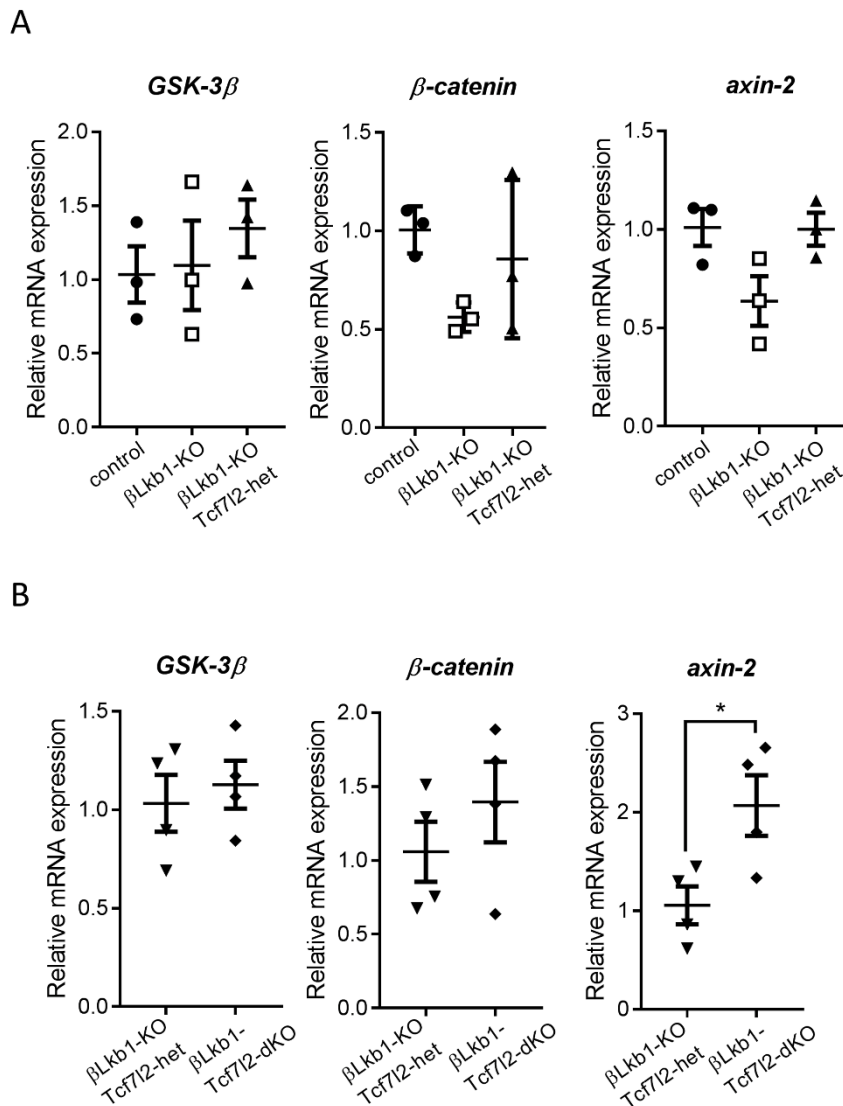 A
GSK-3β
β-catenin
axin-2
Relative mRNA expression
2.0
1.5
1.0
0.5
0.0
control
βLkb1-KO
βLkb1-KO
Tcf7l2-het
Relative mRNA expression
1.5
1.0
0.5
0.0
control
βLkb1-KO
βLkb1-KO
Tcf7l2-het
Relative mRNA expression
1.5
1.0
0.5
0.0
control
βLkb1-KO
βLkb1-KO
Tcf7l2-het
B
GSK-3β
β-catenin
axin-2
Relative mRNA expression
1.5
1.0
0.5
0.0
βLkb1-KO
Tcf7l2-het
βLkb1-
Tcf7l2-dKO
Relative mRNA expression
2.0
1.5
1.0
0.5
0.0
βLkb1-KO
Tcf7l2-het
βLkb1-
Tcf7l2-dKO
Relative mRNA expression
3
2
1
0
*
βLkb1-KO
Tcf7l2-het
βLkb1-
Tcf7l2-dKO